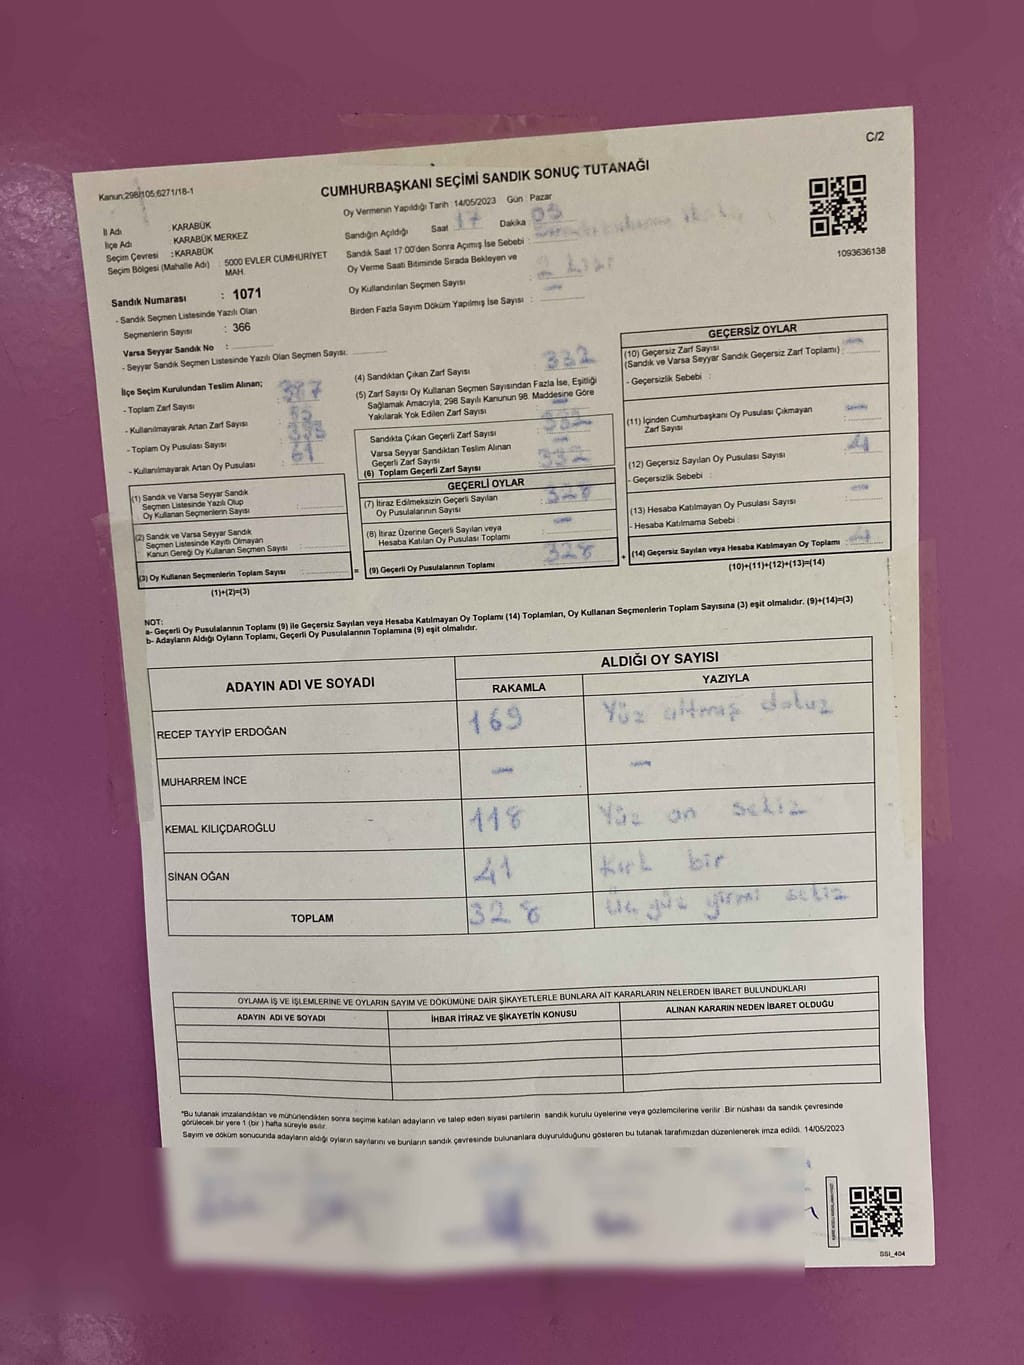 C/2
Kanun:298/105;6271/18-1
CUMHURBAŞKANI SEÇİMİ SANDIK SONUÇ TUTANAĞI
Oy Vermenin Yapıldığı Tarih : 14/05/2023 Gün : Pazar
İl Adı : KARABÜK
İlçe Adı : KARABÜK MERKEZ
Seçim Çevresi : KARABÜK
Seçim Bölgesi (Mahalle Adı) : 5000 EVLER CUMHURİYET MAH.
Sandık Numarası : 1071
- Sandık Seçmen Listesinde Yazılı Olan
Seçmenlerin Sayısı : 366
Varsa Seyyar Sandık No :
- Seyyar Sandık Seçmen Listesinde Yazılı Olan Seçmen Sayısı:
Sandığın Açıldığı Saat 17 Dakika : 03
Sandık Saat 17:00'den Sonra Açımış İse Sebebi :
Oy Verme Saati Bitiminde Sırada Bekleyen ve
Oy Kullandırılan Seçmen Sayısı : 2 kişi
Birden Fazla Sayım Döküm Yapılmış İse Sayısı : —
1093636138
İlçe Seçim Kurulundan Teslim Alınan;
- Toplam Zarf Sayısı : 387
- Kullanılmayarak Artan Zarf Sayısı :
- Toplam Oy Pusulası Sayısı :
- Kullanılmayarak Artan Oy Pusulası : 61
(1) Sandık ve Varsa Seyyar Sandık
Seçmen Listesinde Yazılı Olup
Oy Kullanan Seçmenlerin Sayısı :
(2) Sandık ve Varsa Seyyar Sandık
Seçmen Listesinde Kayıtlı Olmayan
Kanun Gereği Oy Kullanan Seçmen Sayısı :
(3) Oy Kullanan Seçmenlerin Toplam Sayısı :
(1)+(2)=(3)
(4) Sandıktan Çıkan Zarf Sayısı : 332
(5) Zarf Sayısı Oy Kullanan Seçmen Sayısından Fazla İse, Eşitliği
Sağlamak Amacıyla, 298 Sayılı Kanunun 98. Maddesine Göre
Yakılarak Yok Edilen Zarf Sayısı : —
Sandıkta Çıkan Geçerli Zarf Sayısı : 332
Varsa Seyyar Sandıktan Teslim Alınan
Geçerli Zarf Sayısı : —
(6) Toplam Geçerli Zarf Sayısı : 332
GEÇERLİ OYLAR
(7) İtiraz Edilmeksizin Geçerli Sayılan
Oy Pusulalarının Sayısı : 328
(8) İtiraz Üzerine Geçerli Sayılan veya
Hesaba Katılan Oy Pusulası Toplamı : —
(9) Geçerli Oy Pusulalarının Toplamı : 328
GEÇERSİZ OYLAR
(10) Geçersiz Zarf Sayısı
(Sandık ve Varsa Seyyar Sandık Geçersiz Zarf Toplamı) : —
- Geçersizlik Sebebi :
(11) İçinden Cumhurbaşkanı Oy Pusulası Çıkmayan
Zarf Sayısı : —
(12) Geçersiz Sayılan Oy Pusulası Sayısı : 4
- Geçersizlik Sebebi :
(13) Hesaba Katılmayan Oy Pusulası Sayısı : —
- Hesaba Katılmama Sebebi :
(14) Geçersiz Sayılan veya Hesaba Katılmayan Oy Toplamı : 4
(10)+(11)+(12)+(13)=(14)
NOT:
a- Geçerli Oy Pusulalarının Toplamı (9) ile Geçersiz Sayılan veya Hesaba Katılmayan Oy Toplamı (14) Toplamları, Oy Kullanan Seçmenlerin Toplam Sayısına (3) eşit olmalıdır. (9)+(14)=(3)
b- Adayların Aldığı Oyların Toplamı, Geçerli Oy Pusulalarının Toplamına (9) eşit olmalıdır.
ADAYIN ADI VE SOYADI
ALDIĞI OY SAYISI
RAKAMLA YAZIYLA
RECEP TAYYİP ERDOĞAN 169 Yüz altmış dokuz
MUHARREM İNCE — —
KEMAL KILIÇDAROĞLU 118 Yüz on sekiz
SİNAN OĞAN 41 Kırk bir
TOPLAM 328 Üç yüz yirmi sekiz
OYLAMA İŞ VE İŞLEMLERİNE VE OYLARIN SAYIM VE DÖKÜMÜNE DAİR ŞİKAYETLERLE BUNLARA AİT KARARLARIN NELERDEN İBARET BULUNDUKLARI
ADAYIN ADI VE SOYADI İHBAR İTİRAZ VE ŞİKAYETİN KONUSU ALINAN KARARIN NEDEN İBARET OLDUĞU
*Bu tutanak imzalandıktan ve mühürlendikten sonra seçime katılan adayların ve talep eden siyasi partilerin sandık kurulu üyelerine veya gözlemcilerine verilir. Bir nüshası da sandık çevresinde
görülecek bir yere 1 (bir) hafta süreyle asılır.
Sayım ve döküm sonucunda adayların aldığı oyların sayılarını ve bunların sandık çevresinde bulunanlara duyurulduğunu gösteren bu tutanak tarafımızdan düzenlenerek imza edildi. 14/05/2023
SSI_404